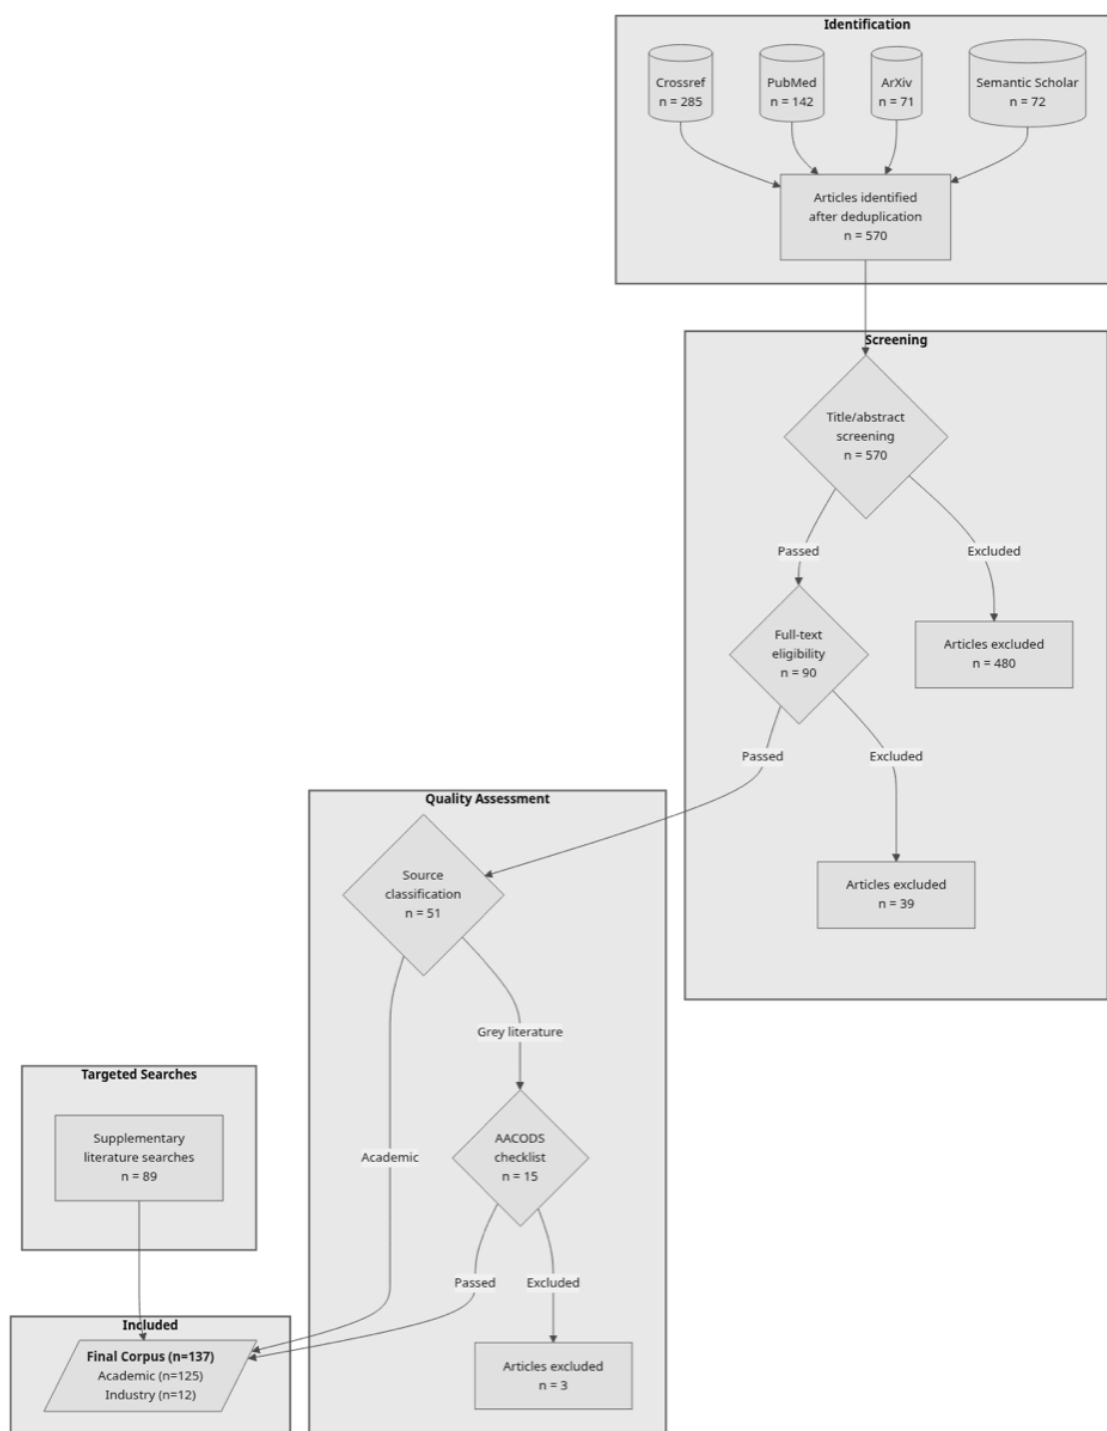 Identification
Crossref
n = 285
PubMed
n = 142
ArXiv
n = 71
Semantic Scholar
n = 72
Articles identified
after deduplication
n = 570
Screening
Title/abstract
screening
n = 570
Passed
Excluded
Full-text
eligibility
n = 90
Articles excluded
n = 480
Passed
Excluded
Articles excluded
n = 39
Quality Assessment
Source
classification
n = 51
Grey literature
Academic
AACODS
checklist
n = 15
Passed
Excluded
Articles excluded
n = 3
Targeted Searches
Supplementary
literature searches
n = 89
Included
Final Corpus (n=137)
Academic (n=125)
Industry (n=12)